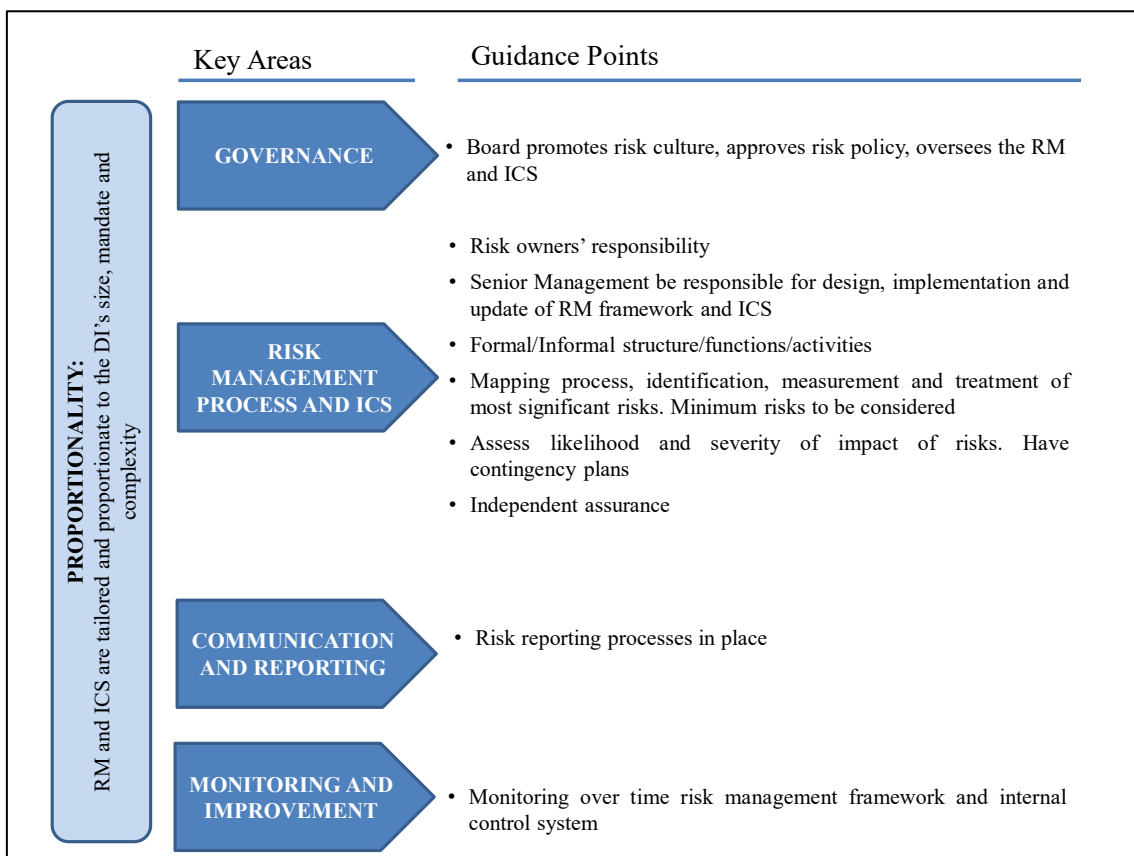 Key Areas
Guidance Points
PROPORTIONALITY:
RM and ICS are tailored and proportionate to the DI's size, mandate and
complexity
GOVERNANCE
• Board promotes risk culture, approves risk policy, oversees the RM
and ICS
RISK
MANAGEMENT
PROCESS AND ICS
• Risk owners' responsibility
• Senior Management be responsible for design, implementation and
update of RM framework and ICS
• Formal/Informal structure/functions/activities
• Mapping process, identification, measurement and treatment of
most significant risks. Minimum risks to be considered
• Assess likelihood and severity of impact of risks. Have
contingency plans
• Independent assurance
COMMUNICATION
AND REPORTING
• Risk reporting processes in place
MONITORING AND
IMPROVEMENT
• Monitoring over time risk management framework and internal
control system